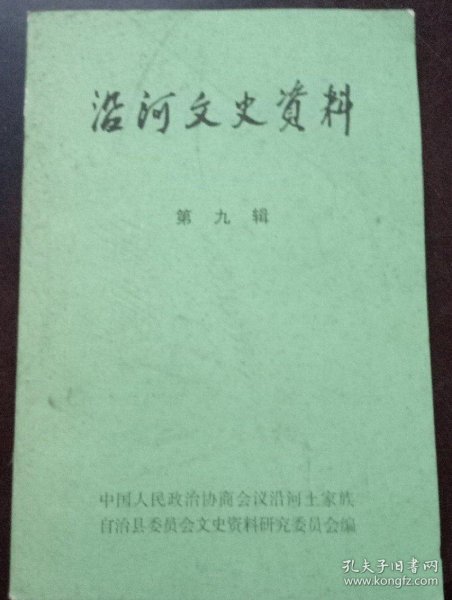 沿河文史资料
第九辑
中国人民政治协商会议沿河土家族
自治县委员会文史资料研究委员会编
孔夫子旧书网
www.kongfz.com